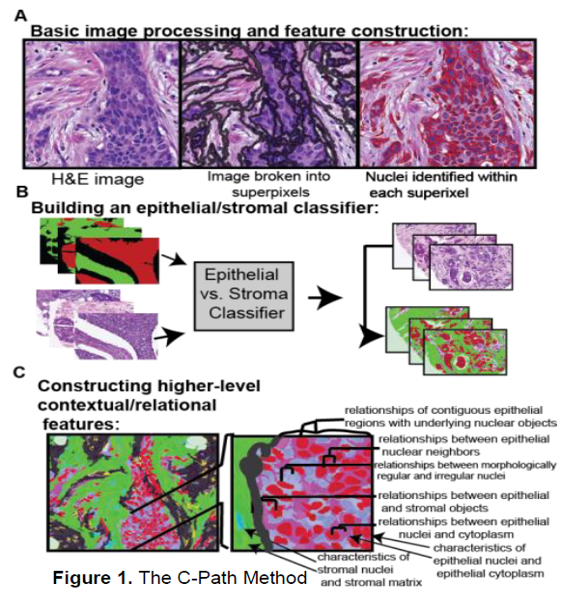 A
Basic image processing and feature construction:
H&E image
Image broken into
superpixels
Nuclei identified within
each superixel
B
Building an epithelial/stromal classifier:
Epithelial
vs. Stroma
Classifier
C
Constructing higher-level
contextual/relational
features:
relationships of contiguous epithelial
regions with underlying nuclear objects
relationships between epithelial
nuclear neighbors
relationships between morphologically
regular and irregular nuclei
relationships between epithelial
and stromal objects
relationships between epithelial
nuclei and cytoplasm
characteristics of
epithelial nuclei and
epithelial cytoplasm
characteristics of
stromal nuclei
and stromal matrix
Figure 1. The C-Path Method